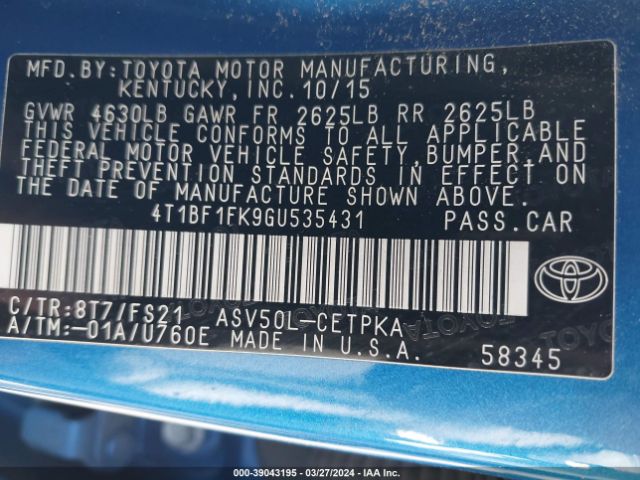 MFD.BY:TOYOTA MOTOR MANUFACTURING,
KENTUCKY,INC.10/15
GVWR 4630LB GAWR FR 2625LB RR 2625LB
THIS VEHICLE CONFORMS TO ALL APPLICABLE
FEDERAL MOTOR VEHICLE SAFETY,BUMPER,AND
THEFT PREVENTION STANDARDS IN EFFECT ON
THE DATE OF MANUFACTURE SHOWN ABOVE.
4T1BF1FK9GU535431 PASS.CAR
C/TR:8T7/FS21 ASV50L-CETPKA
A/TM:-01A/U760E MADE IN U.S.A. 58345
000-39043195 - 03/27/2024 - IAA Inc.